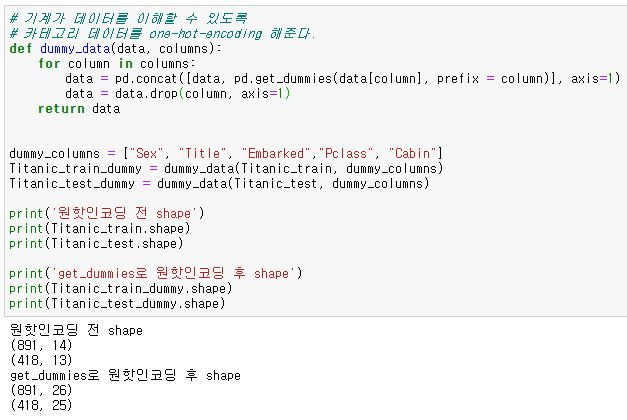 # 기계가 데이터를 이해할 수 있도록
# 카테고리 데이터를 one-hot-encoding 해준다.
def dummy_data(data, columns):
    for column in columns:
        data = pd.concat([data, pd.get_dummies(data[column], prefix = column)], axis=1)
        data = data.drop(column, axis=1)
    return data
dummy_columns = ["Sex", "Title", "Embarked","Pclass", "Cabin"]
Titanic_train_dummy = dummy_data(Titanic_train, dummy_columns)
Titanic_test_dummy = dummy_data(Titanic_test, dummy_columns)
print('원핫인코딩 전 shape')
print(Titanic_train.shape)
print(Titanic_test.shape)
print('get_dummies로 원핫인코딩 후 shape')
print(Titanic_train_dummy.shape)
print(Titanic_test_dummy.shape)
원핫인코딩 전 shape
(891, 14)
(418, 13)
get_dummies로 원핫인코딩 후 shape
(891, 26)
(418, 25)